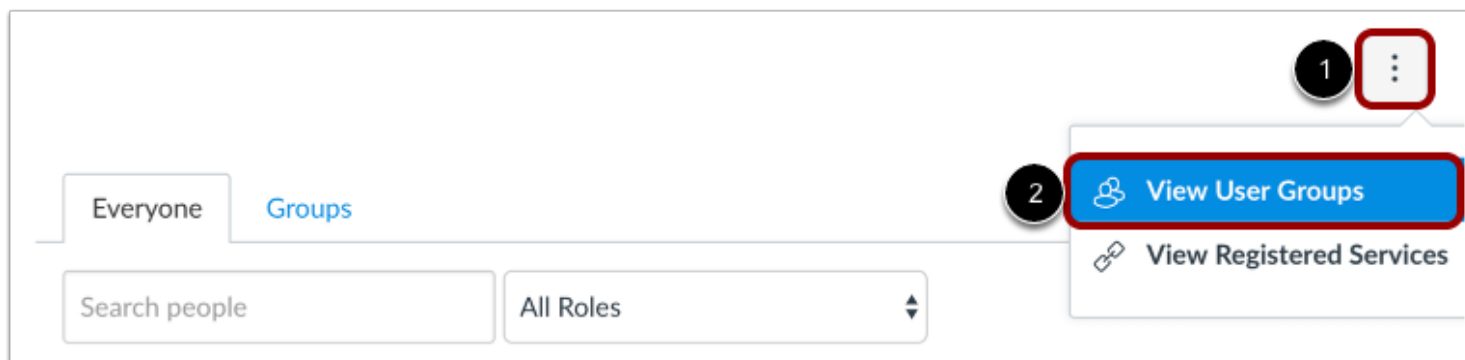 1
2
View User Groups
Everyone
Groups
View Registered Services
Search people
All Roles